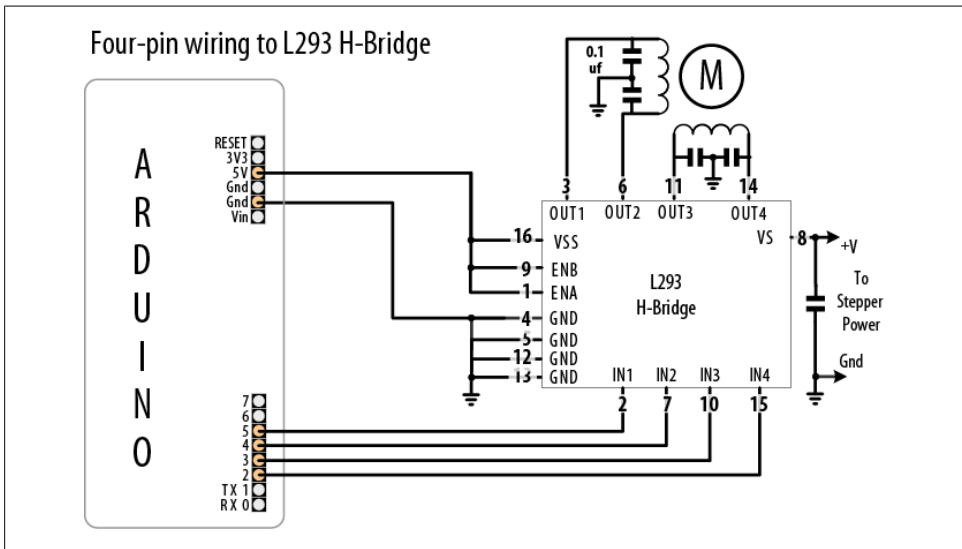 Four-pin wiring to L293 H-Bridge
0.1
uf
M
ARDUINO
RESET
3V3
5V
Gnd
Gnd
Vin
3
6
11
14
OUT1
OUT2
OUT3
OUT4
16
VSS
VS
8
+V
9
ENB
1
ENA
4
GND
5
GND
12
GND
13
GND
L293
H-Bridge
To
Stepper
Power
Gnd
IN1
IN2
IN3
IN4
2
7
10
15
7
6
5
4
3
2
TX 1
RX 0